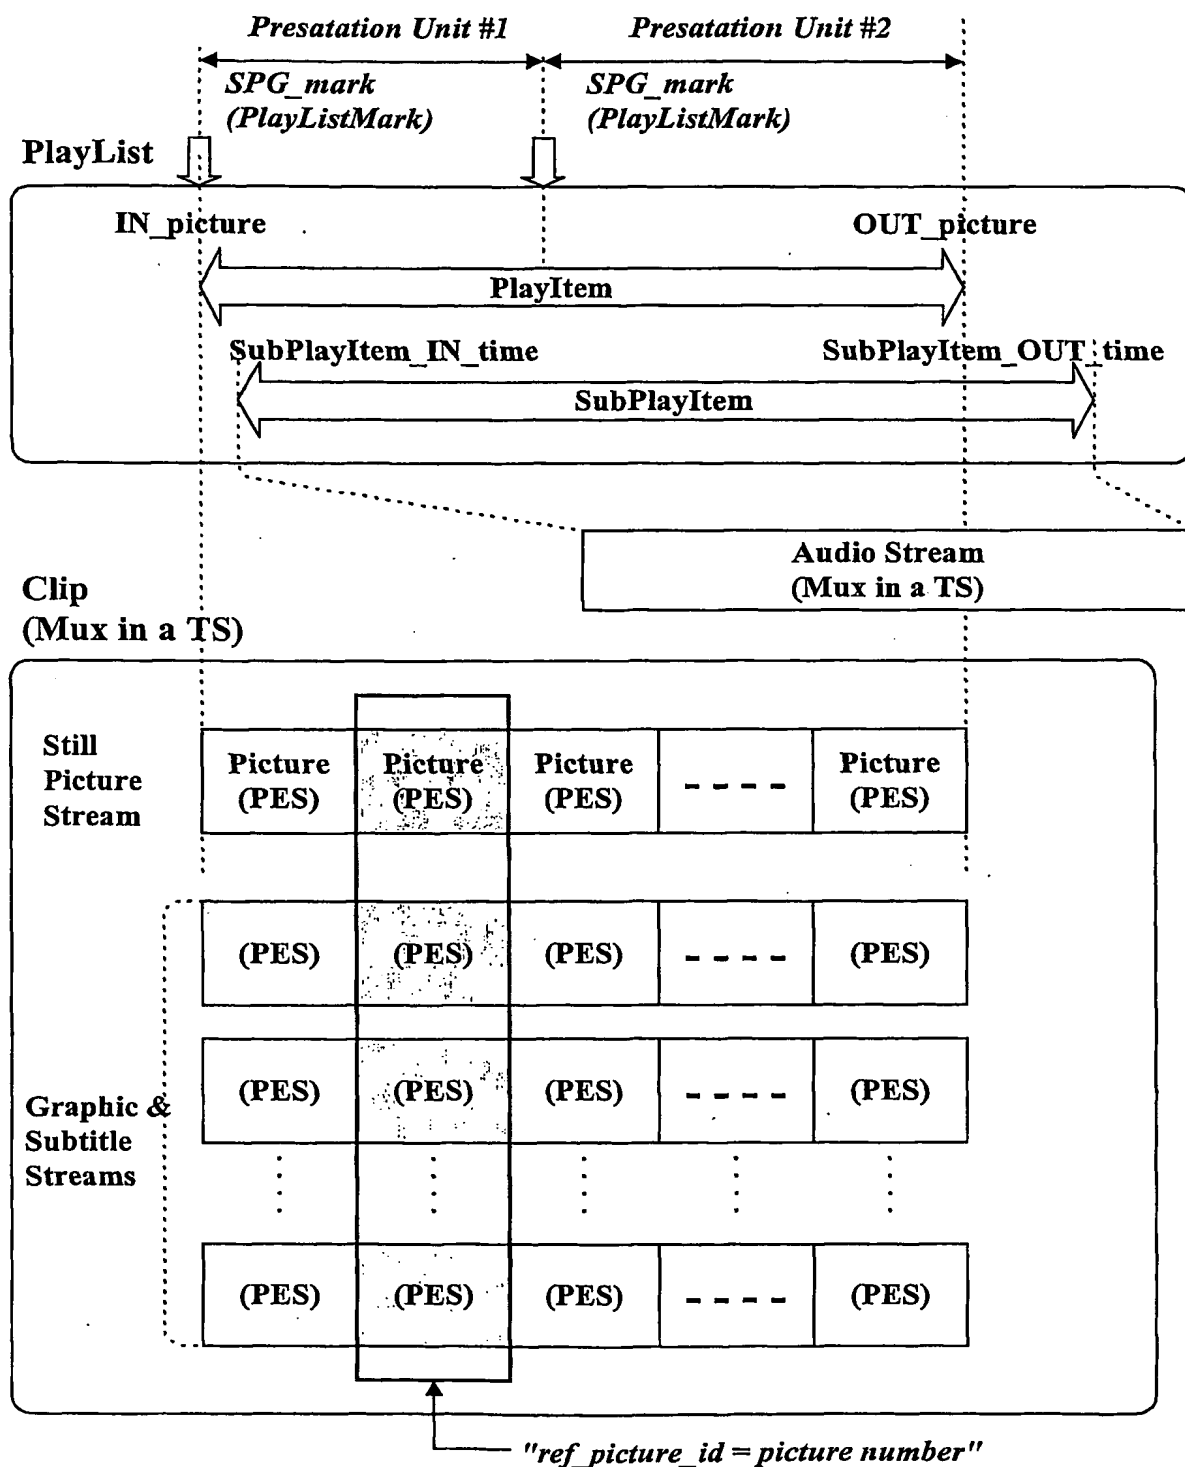 Presatation Unit #1 Presatation Unit #2
SPG_mark SPG_mark
(PlayListMark) (PlayListMark)
PlayList
IN_picture OUT_picture
PlayItem
SubPlayItem_IN_time SubPlayItem_OUT_time
SubPlayItem
Audio Stream
(Mux in a TS)
Clip
(Mux in a TS)
Still
Picture
Stream
Picture Picture Picture - - - - Picture
(PES) (PES) (PES) (PES)
(PES) (PES) (PES) - - - - (PES)
(PES) (PES) (PES) - - - - (PES)
Graphic &
Subtitle
Streams
(PES) (PES) (PES) - - - - (PES)
"ref_picture_id = picture number"